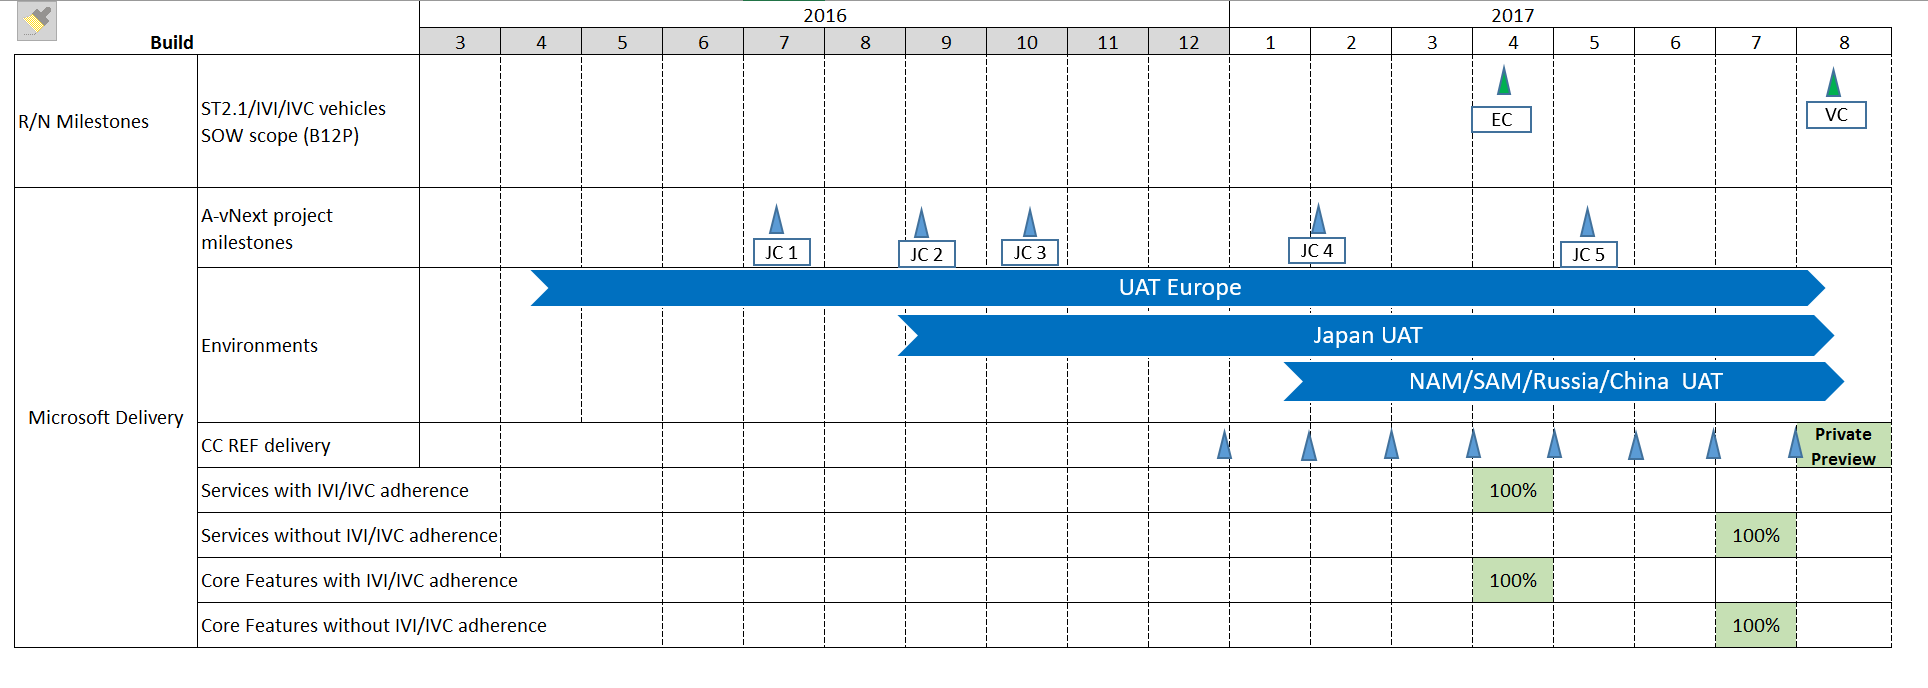 2016
2017
Build
3
4
5
6
7
8
9
10
11
12
1
2
3
4
5
6
7
8
R/N Milestones
ST2.1/IVI/IVC vehicles
SOW scope (B12P)
EC
VC
A-vNext project
milestones
JC 1
JC 2
JC 3
JC 4
JC 5
Microsoft Delivery
Environments
UAT Europe
Japan UAT
NAM/SAM/Russia/China  UAT
CC REF delivery
Private
Preview
Services with IVI/IVC adherence
100%
Services without IVI/IVC adherence
100%
Core Features with IVI/IVC adherence
100%
Core Features without IVI/IVC adherence
100%